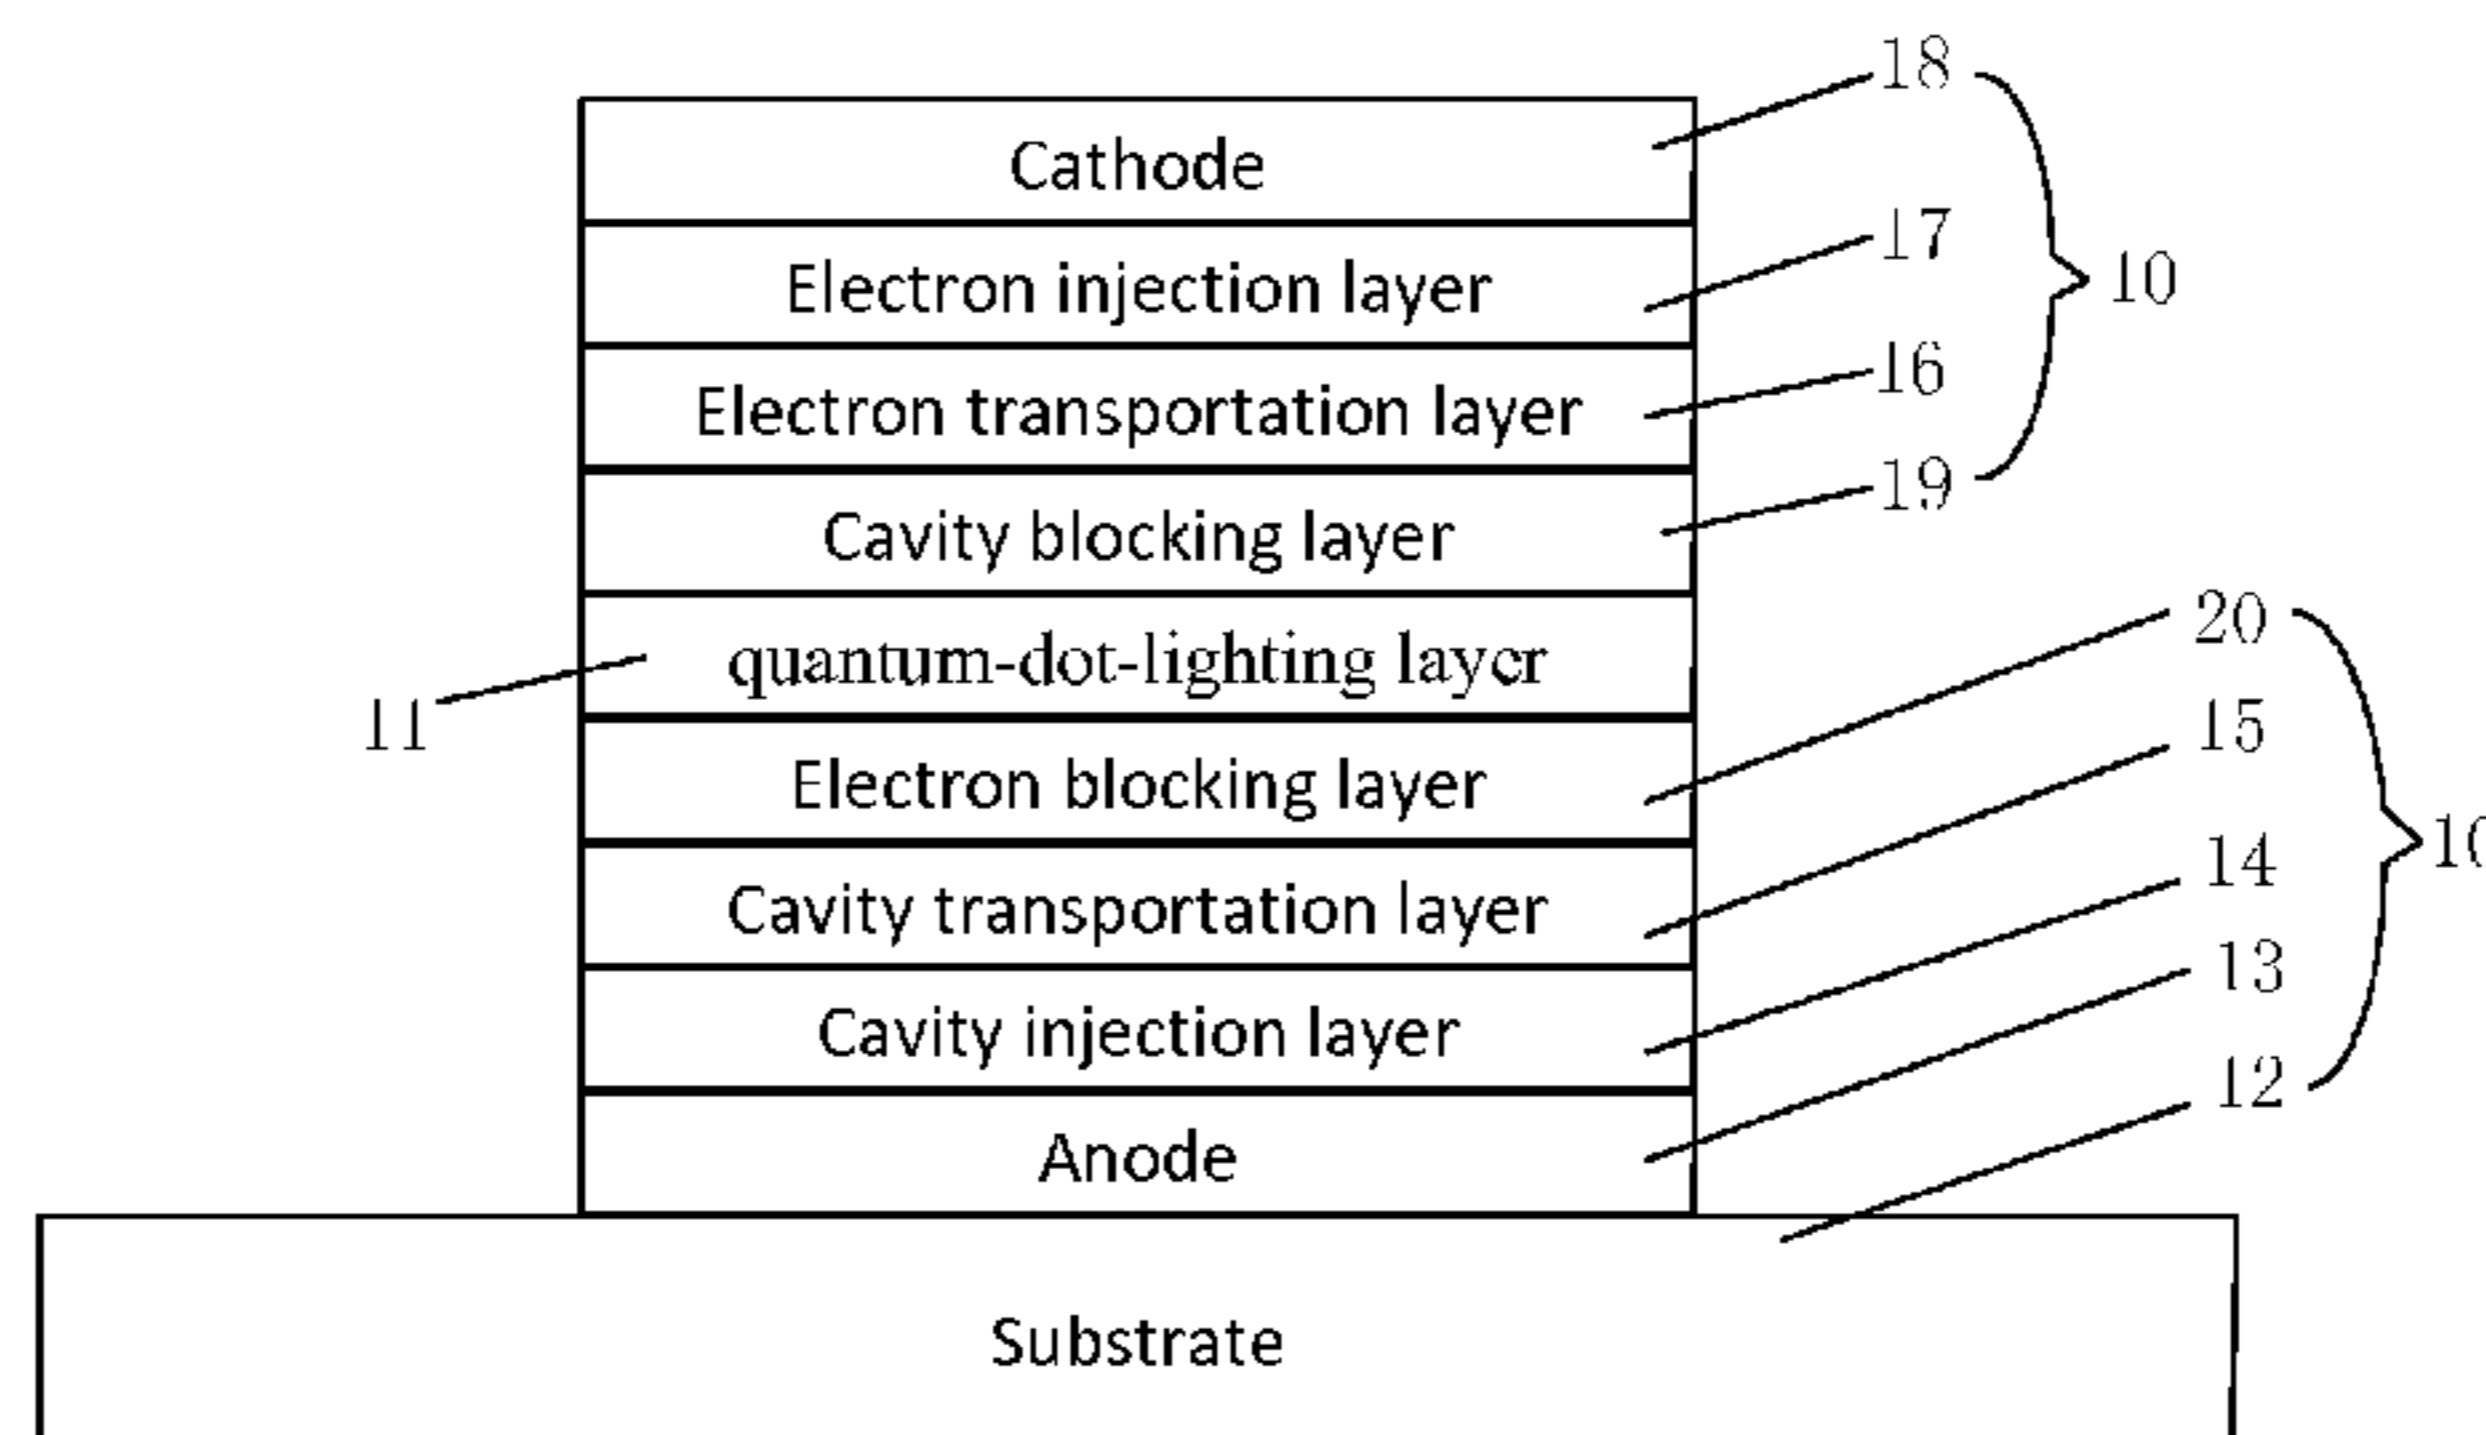 18
Cathode
17
10
Electron injection layer
16
Electron transportation layer
19
Cavity blocking layer
20
quantum-dot-lighting layer
11
15
Electron blocking layer
14
10
Cavity transportation layer
13
Cavity injection layer
12
Anode
Substrate